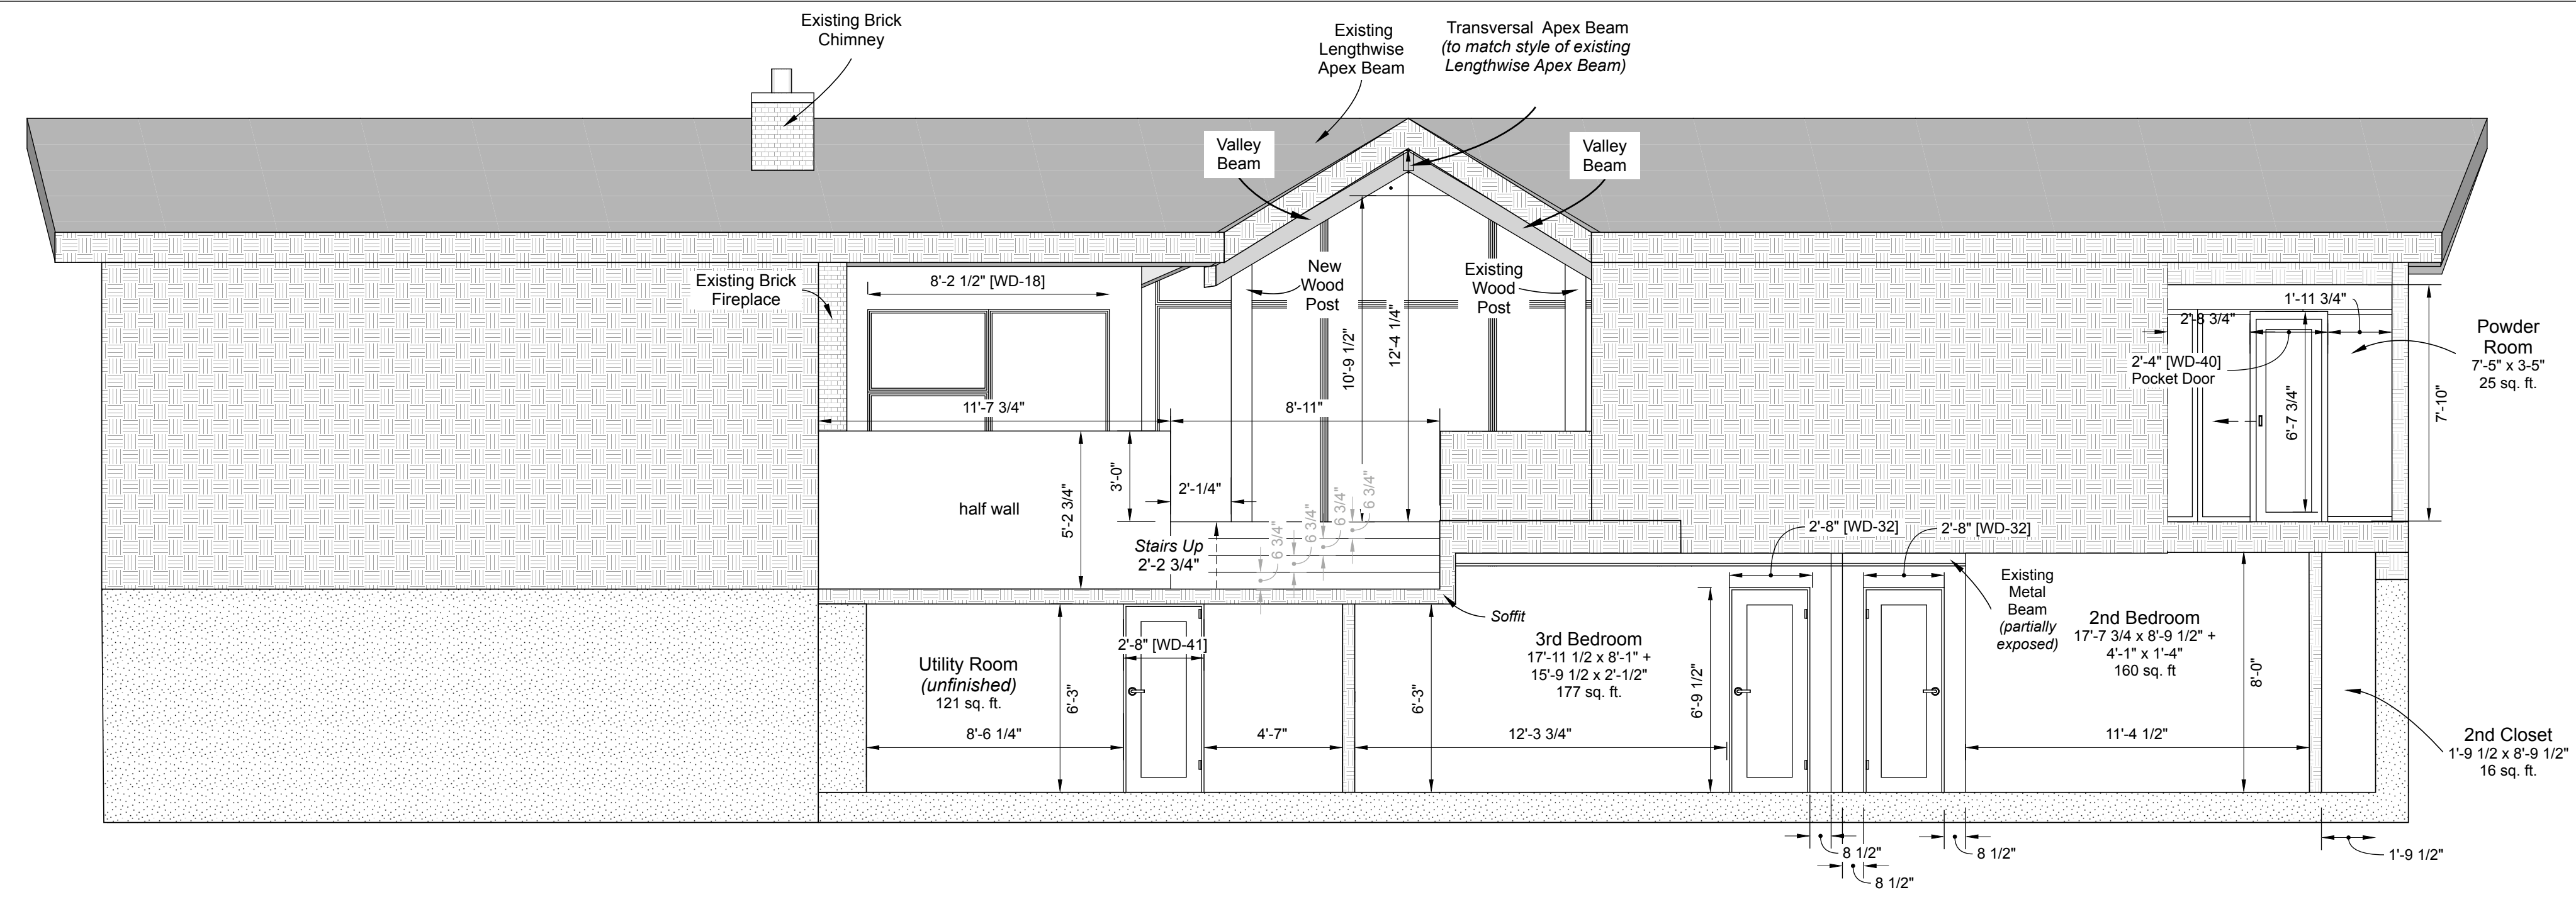 Existing Brick
Chimney
Existing
Lengthwise
Apex Beam
Transversal Apex Beam
(to match style of existing
Lengthwise Apex Beam)
Valley
Beam
Valley
Beam
Existing Brick
Fireplace
8'-2 1/2" [WD-18]
New
Wood
Post
Existing
Wood
Post
10'-9 1/2"
12'-4 1/4"
1'-11 3/4"
2'-8 3/4"
2'-4" [WD-40]
Pocket Door
6'-7 3/4"
7'-10"
Powder
Room
7'-5" x 3-5"
25 sq. ft.
11'-7 3/4"
8'-11"
half wall
5'-2 3/4"
3'-0"
2'-1/4"
Stairs Up
2'-2 3/4"
6 3/4"
6 3/4"
6 3/4"
6 3/4"
2'-8" [WD-32]
2'-8" [WD-32]
Soffit
Existing
Metal
Beam
(partially
exposed)
Utility Room
(unfinished)
121 sq. ft.
8'-6 1/4"
6'-3"
2'-8" [WD-41]
4'-7"
6'-3"
3rd Bedroom
17'-11 1/2 x 8'-1" +
15'-9 1/2 x 2'-1/2"
177 sq. ft.
12'-3 3/4"
6'-9 1/2"
2nd Bedroom
17'-7 3/4 x 8'-9 1/2" +
4'-1" x 1'-4"
160 sq. ft
11'-4 1/2"
8'-0"
2nd Closet
1'-9 1/2 x 8'-9 1/2"
16 sq. ft.
8 1/2"
8 1/2"
8 1/2"
1'-9 1/2"